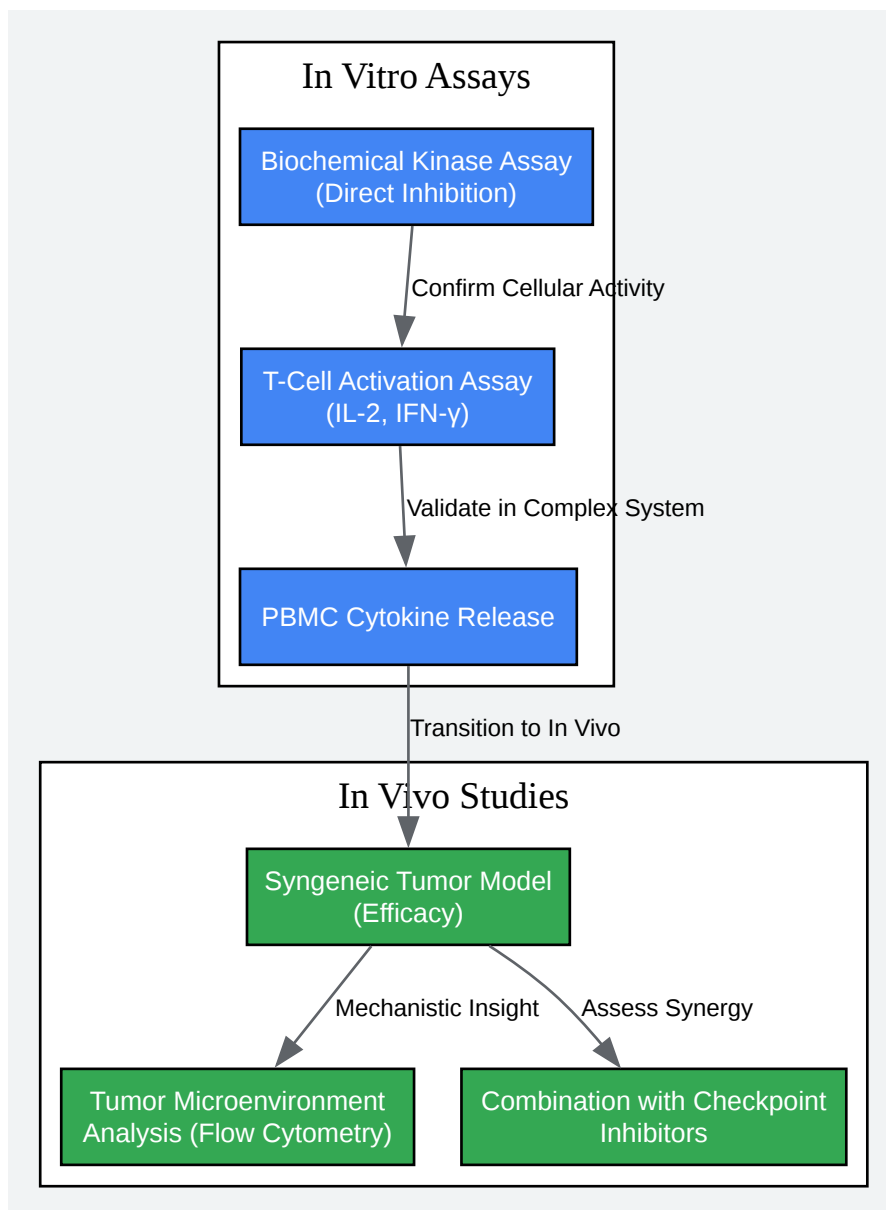 In Vitro Assays
Biochemical Kinase Assay
(Direct Inhibition)
Confirm Cellular Activity
T-Cell Activation Assay
(IL-2, IFN-γ)
Validate in Complex System
PBMC Cytokine Release
Transition to In Vivo
In Vivo Studies
Syngeneic Tumor Model
(Efficacy)
Mechanistic Insight
Assess Synergy
Tumor Microenvironment
Analysis (Flow Cytometry)
Combination with Checkpoint
Inhibitors